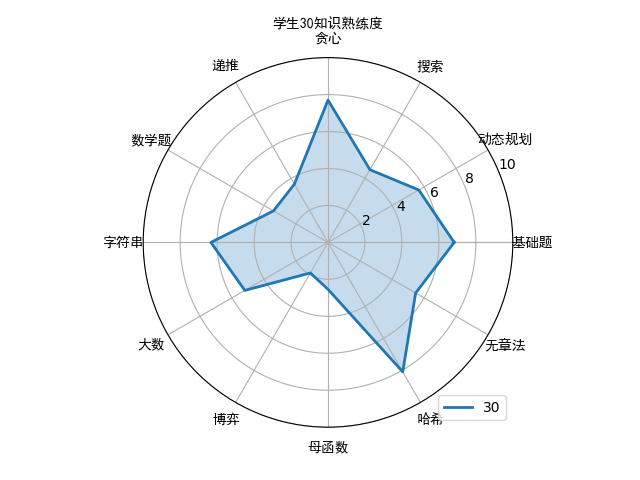 学生30知识熟练度
贪心
递推
搜索
数学题
动态规划
10
8
6
4
2
字符串
基础题
大数
无章法
博弈
哈希
30
母函数